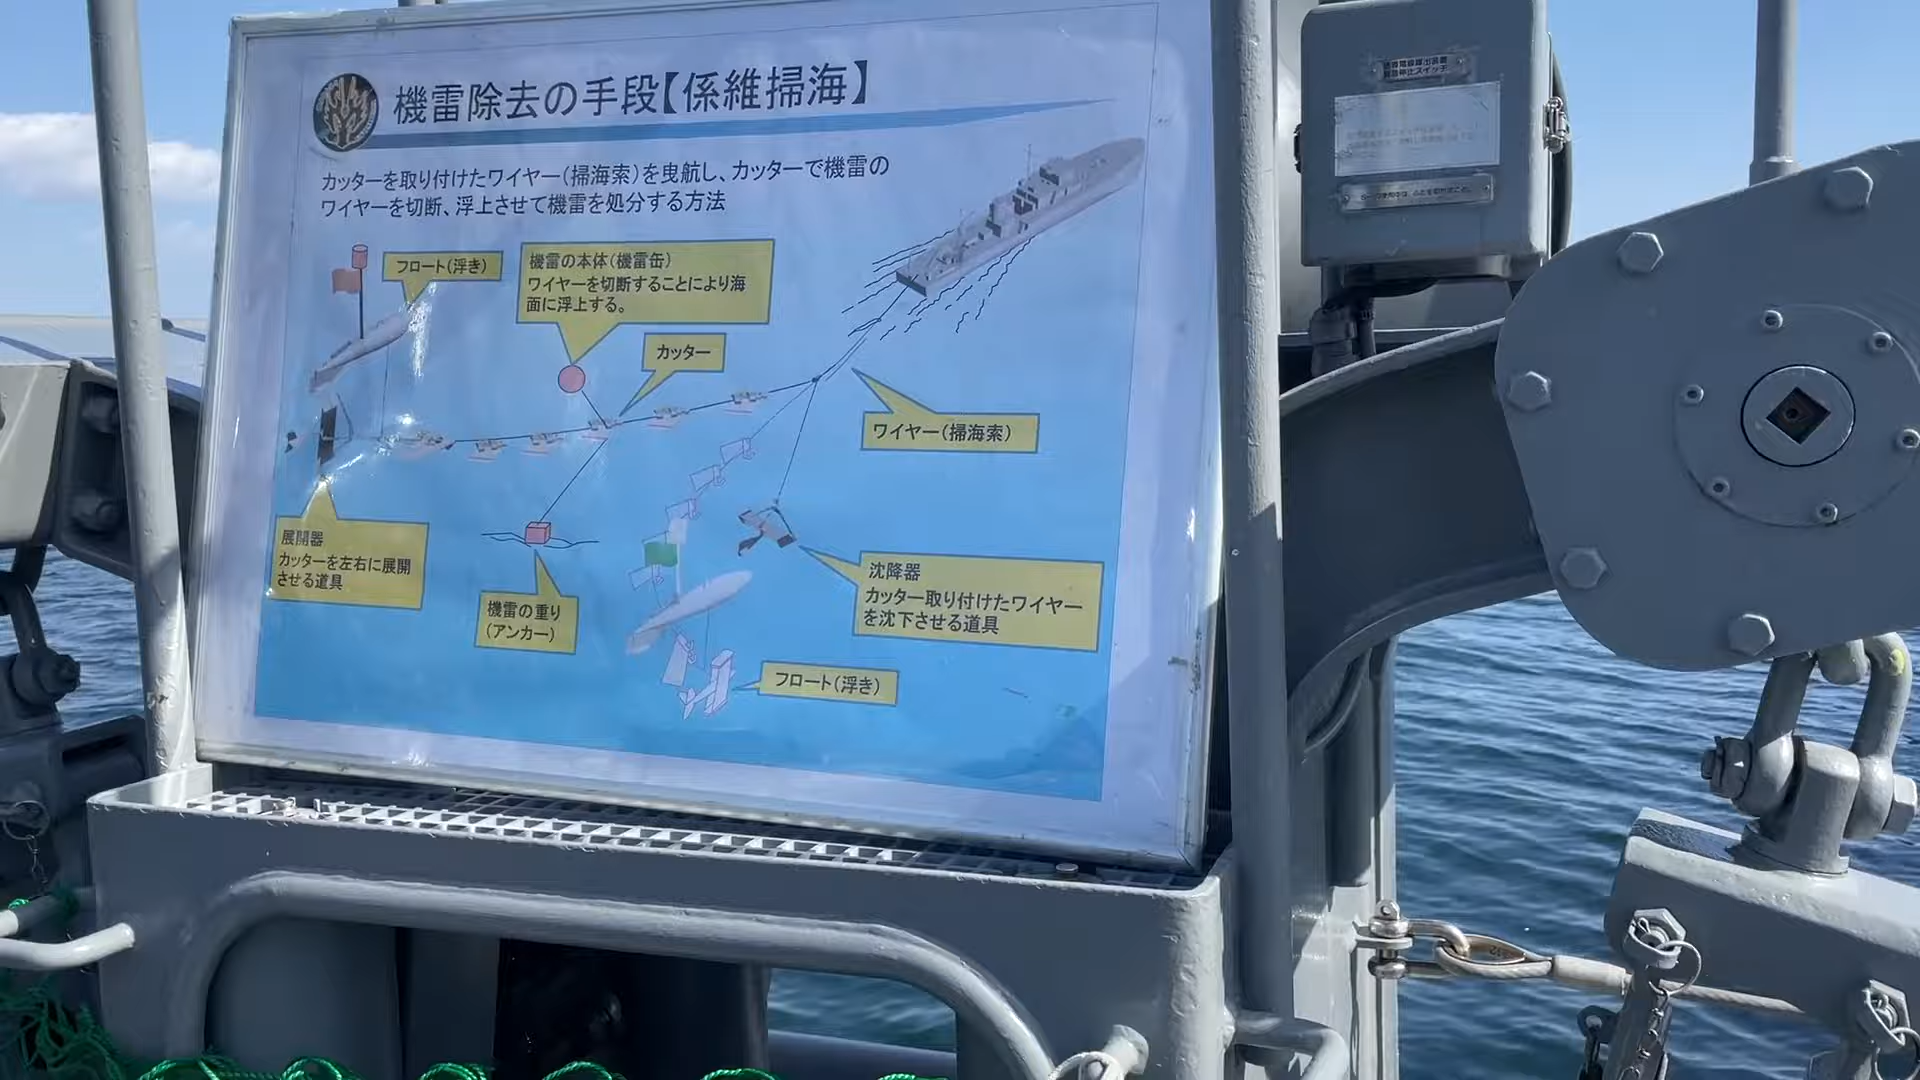 機雷除去の手段【係維掃海】
カッターを取り付けたワイヤー(掃海索)を曳航し、カッターで機雷の
ワイヤーを切断、浮上させて機雷を処分する方法
フロート(浮き)
機雷の本体(機雷缶)
ワイヤーを切断することにより海
面に浮上する。
カッター
ワイヤー(掃海索)
展開器
カッターを左右に展開
させる道具
機雷の重り
(アンカー)
沈降器
カッター取り付けたワイヤー
を沈下させる道具
フロート(浮き)